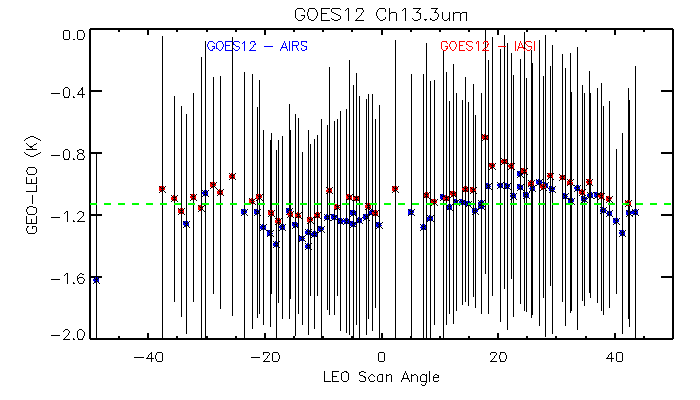 GOES12 Ch13.3um
GOES12 - AIRS
GOES12 - IASI
0.0
-0.4
-0.8
-1.2
-1.6
-2.0
GEO-LEO (K)
-40
-20
0
20
40
LEO Scan Angle